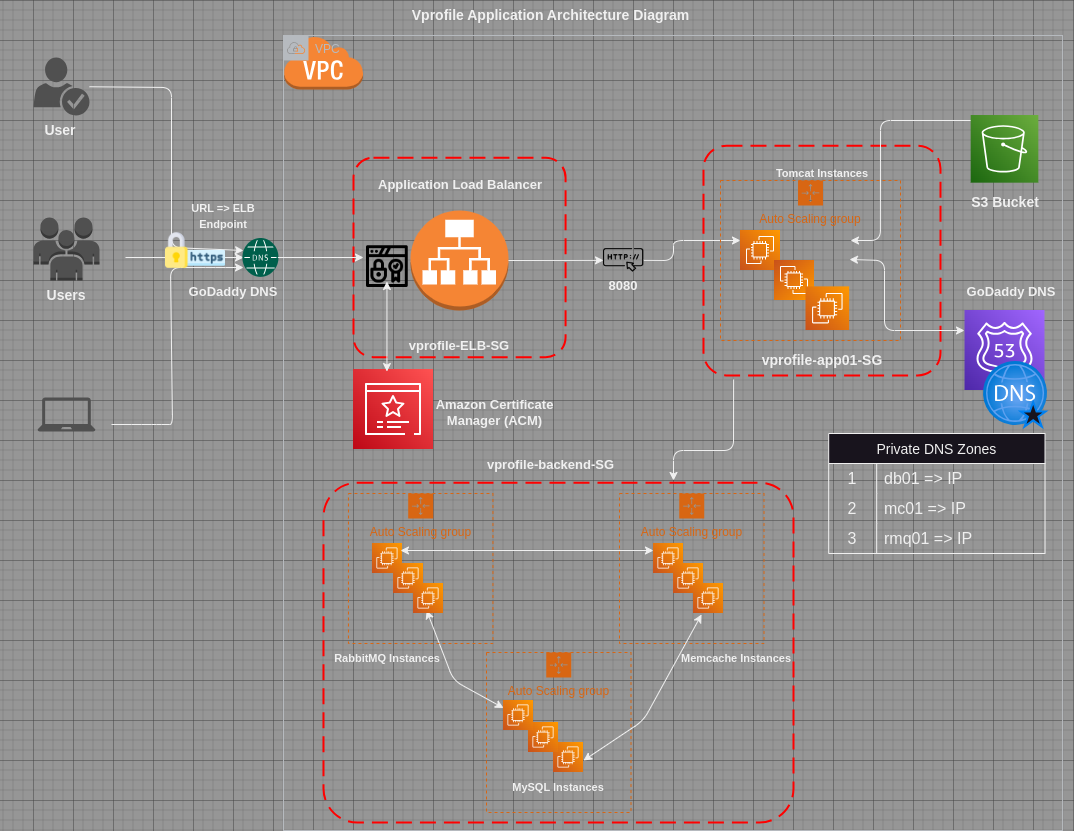 Vprofile Application Architecture Diagram
VPC
VPC
User
Users
URL => ELB
Endpoint
https
DNS
GoDaddy DNS
Application Load Balancer
vprofile-ELB-SG
Amazon Certificate
Manager (ACM)
HTTP://
8080
Tomcat Instances
Auto Scaling group
vprofile-app01-SG
S3 Bucket
GoDaddy DNS
53
DNS
Private DNS Zones
1 db01 => IP
2 mc01 => IP
3 rmq01 => IP
vprofile-backend-SG
Auto Scaling group
Auto Scaling group
RabbitMQ Instances
Memcache Instances
Auto Scaling group
MySQL Instances